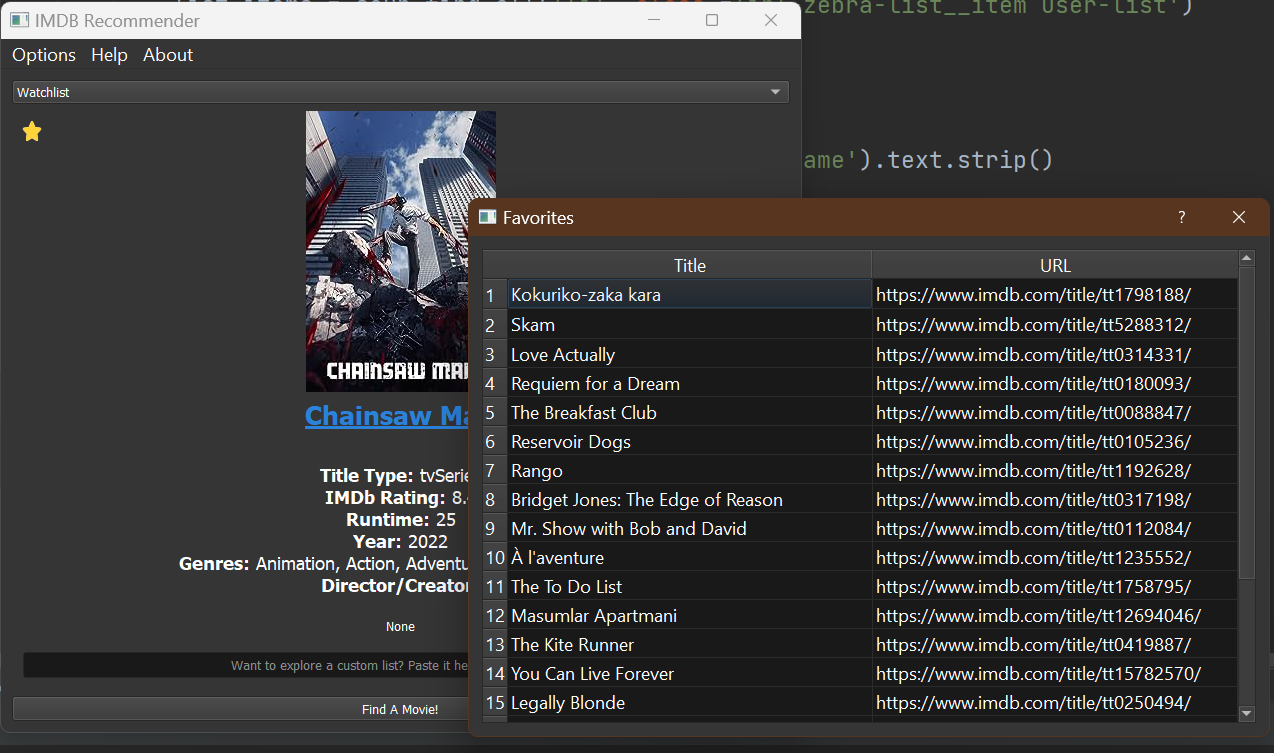 IMDB Recommender
zebra-list__item user-list')
Options Help About
Watchlist
ame').text.strip()
CHAINSAW MA
Chainsaw Ma
Title Type: tvSerie
IMDb Rating: 8.
Runtime: 25
Year: 2022
Genres: Animation, Action, Adventu
Director/Creator
None
Want to explore a custom list? Paste it he
Find A Movie!
Favorites ?
Title URL
1 Kokuriko-zaka kara https://www.imdb.com/title/tt1798188/
2 Skam https://www.imdb.com/title/tt5288312/
3 Love Actually https://www.imdb.com/title/tt0314331/
4 Requiem for a Dream https://www.imdb.com/title/tt0180093/
5 The Breakfast Club https://www.imdb.com/title/tt0088847/
6 Reservoir Dogs https://www.imdb.com/title/tt0105236/
7 Rango https://www.imdb.com/title/tt1192628/
8 Bridget Jones: The Edge of Reason https://www.imdb.com/title/tt0317198/
9 Mr. Show with Bob and David https://www.imdb.com/title/tt0112084/
10 À l'aventure https://www.imdb.com/title/tt1235552/
11 The To Do List https://www.imdb.com/title/tt1758795/
12 Masumlar Apartmani https://www.imdb.com/title/tt12694046/
13 The Kite Runner https://www.imdb.com/title/tt0419887/
14 You Can Live Forever https://www.imdb.com/title/tt15782570/
15 Legally Blonde https://www.imdb.com/title/tt0250494/